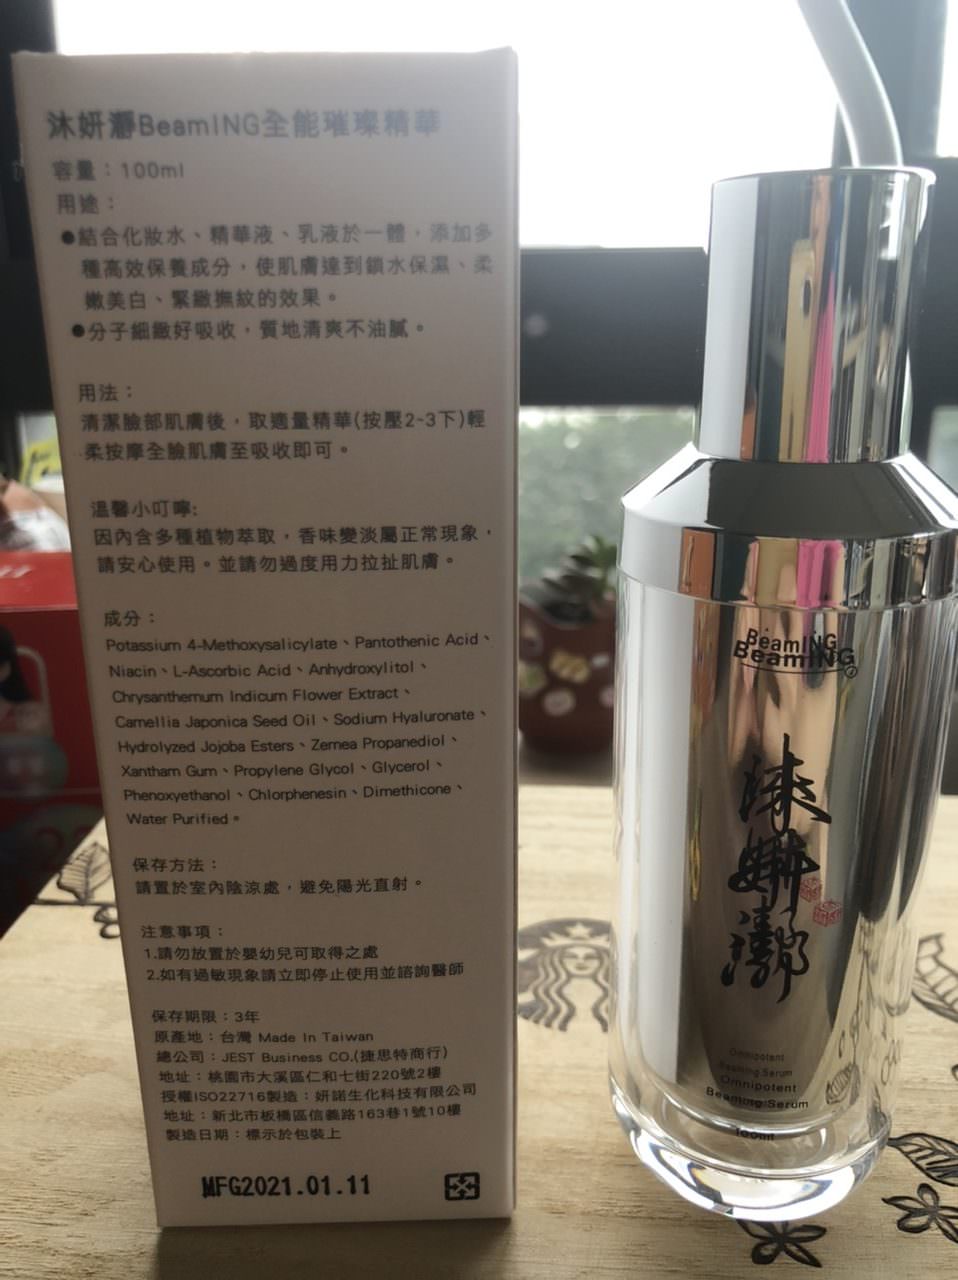 沐妍瀞BeamING全能璀璨精華
容量：100ml
用途：
●結合化妝水、精華液、乳液於一體，添加多
種高效保養成分，使肌膚達到鎖水保濕、柔
嫩美白、緊緻撫紋的效果。
●分子細緻好吸收，質地清爽不油膩。
用法：
清潔臉部肌膚後，取適量精華(按壓2~3下)輕
柔按摩全臉肌膚至吸收即可。
溫馨小叮嚀:
因內含多種植物萃取，香味變淡屬正常現象，
請安心使用。並請勿過度用力拉扯肌膚。
成分：
Potassium 4-Methoxysalicylate、Pantothenic Acid、
Niacin、L-Ascorbic Acid、Anhydroxylitol、
Chrysanthemum Indicum Flower Extract、
Camellia Japonica Seed Oil、Sodium Hyaluronate、
Hydrolyzed Jojoba Esters、Zemea Propanediol、
Xantham Gum、Propylene Glycol、Glycerol、
Phenoxyethanol、Chlorphenesin、Dimethicone、
Water Purified。
保存方法：
請置於室內陰涼處，避免陽光直射。
注意事項：
1.請勿放置於嬰幼兒可取得之處
2.如有過敏現象請立即停止使用並諮詢醫師
保存期限：3年
原產地：台灣 Made In Taiwan
總公司：JEST Business CO.(捷思特商行)
地址：桃園市大溪區仁和七街220號2樓
授權ISO22716製造：妍諾生化科技有限公司
地址：新北市板橋區信義路163巷1號10樓
製造日期：標示於包裝上
MFG2021.01.11
BeamING
沐妍瀞
Omnipotent
Beaming Serum
100ml